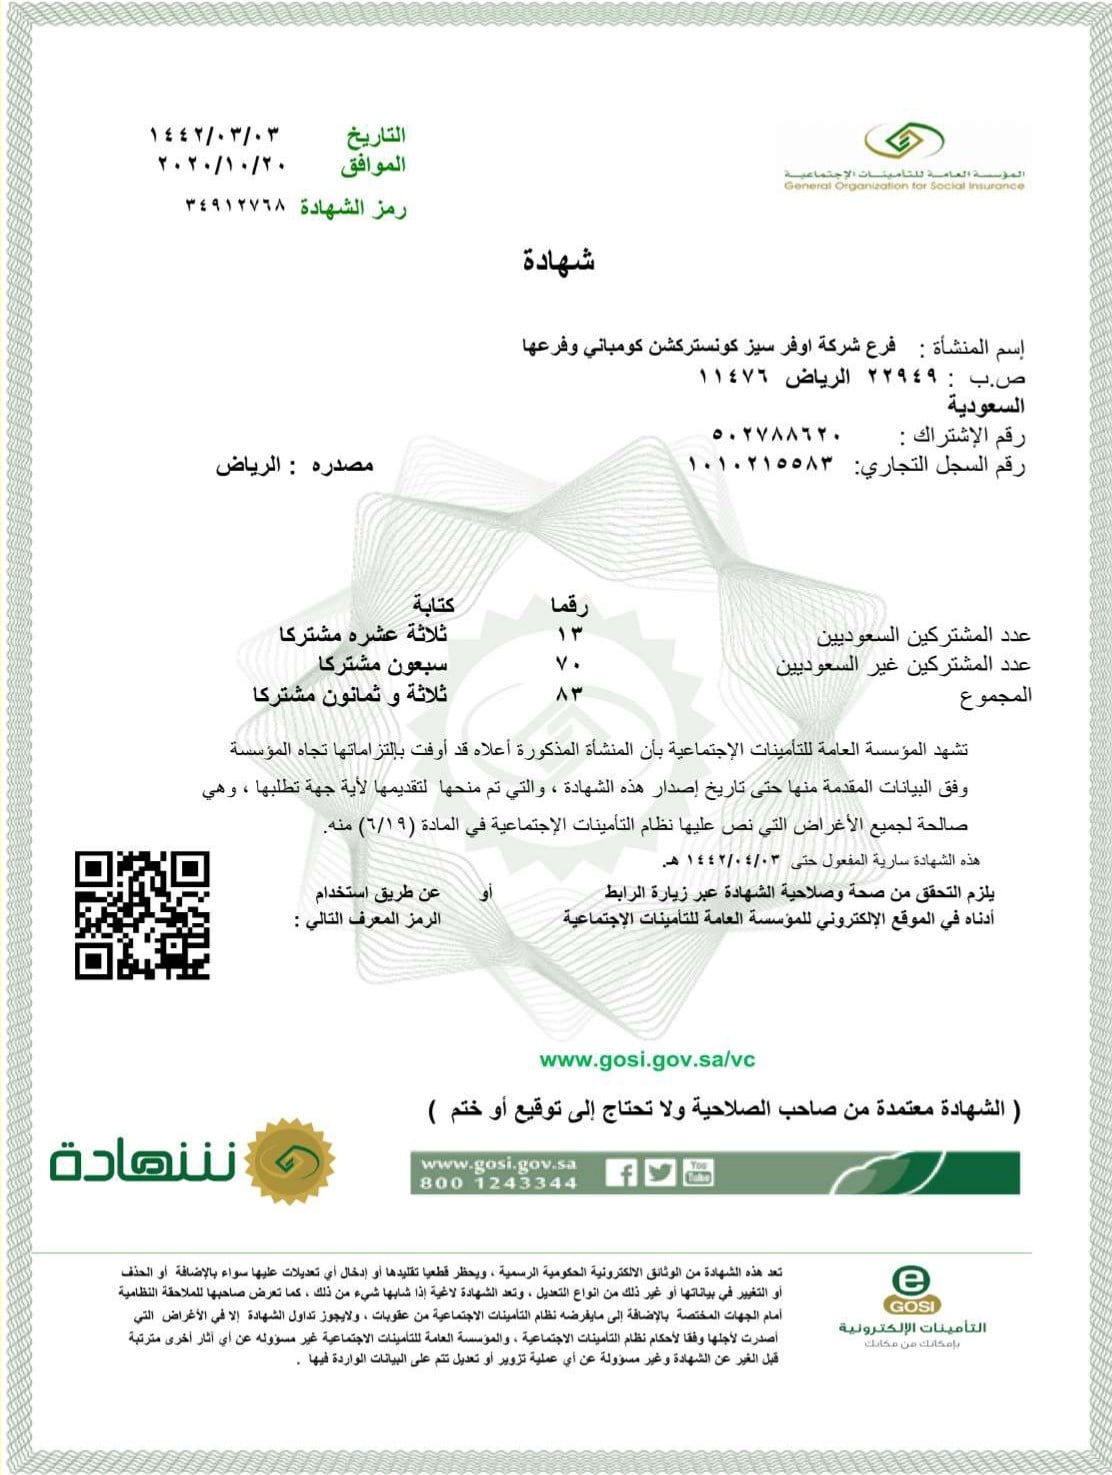 المؤسسة العامة للتأمينات الإجتماعية
General Organization for Social Insurance
التاريخ ١٤٤٢/٠٣/٠٣
الموافق ٢٠٢٠/١٠/٢٠
رمز الشهادة ٣٤٩١٢٧٦٨
شهادة
إسم المنشأة : فرع شركة اوفر سيز كونستركشن كومباني وفرعها
ص.ب : ٢٢٩٤٩ الرياض ١١٤٧٦
السعودية
رقم الإشتراك : ٥٠٢٧٨٨٦٢٠
رقم السجل التجاري: ١٠١٠٢١٥٥٨٣ مصدره : الرياض
رقما كتابة
عدد المشتركين السعوديين ١٣ ثلاثة عشره مشتركا
عدد المشتركين غير السعوديين ٧٠ سبعون مشتركا
المجموع ٨٣ ثلاثة و ثمانون مشتركا
تشهد المؤسسة العامة للتأمينات الإجتماعية بأن المنشأة المذكورة أعلاه قد أوفت بإلتزاماتها تجاه المؤسسة
وفق البيانات المقدمة منها حتى تاريخ إصدار هذه الشهادة ، والتي تم منحها لتقديمها لأية جهة تطلبها ، وهي
صالحة لجميع الأغراض التي نص عليها نظام التأمينات الإجتماعية في المادة (٦/١٩) منه.
هذه الشهادة سارية المفعول حتى ١٤٤٢/٠٤/٠٣ هـ.
يلزم التحقق من صحة وصلاحية الشهادة عبر زيارة الرابط أو عن طريق استخدام
أدناه في الموقع الإلكتروني للمؤسسة العامة للتأمينات الإجتماعية الرمز المعرف التالي :
www.gosi.gov.sa/vc
( الشهادة معتمدة من صاحب الصلاحية ولا تحتاج إلى توقيع أو ختم )
شهادة
www.gosi.gov.sa
800 1243344
You Tube
تعد هذه الشهادة من الوثائق الالكترونية الحكومية الرسمية ، ويحظر قطعيا تقليدها أو إدخال أي تعديلات عليها سواء بالإضافة أو الحذف
أو التغيير في بياناتها أو غير ذلك من انواع التعديل ، وتعد الشهادة لاغية إذا شابها شيء من ذلك ، كما تعرض صاحبها للملاحقة النظامية
أمام الجهات المختصة بالإضافة إلى مايفرضه نظام التأمينات الاجتماعية من عقوبات ، ولايجوز تداول الشهادة إلا في الأغراض التي
أصدرت لأجلها وفقا لأحكام نظام التأمينات الاجتماعية ، والمؤسسة العامة للتأمينات الاجتماعية غير مسؤوله عن أي آثار أخرى مترتبة
قبل الغير عن الشهادة وغير مسؤولة عن أي عملية تزوير أو تعديل تتم على البيانات الواردة فيها .
e
GOSI
التأمينات الإلكترونية
بإمكانك من مكانك